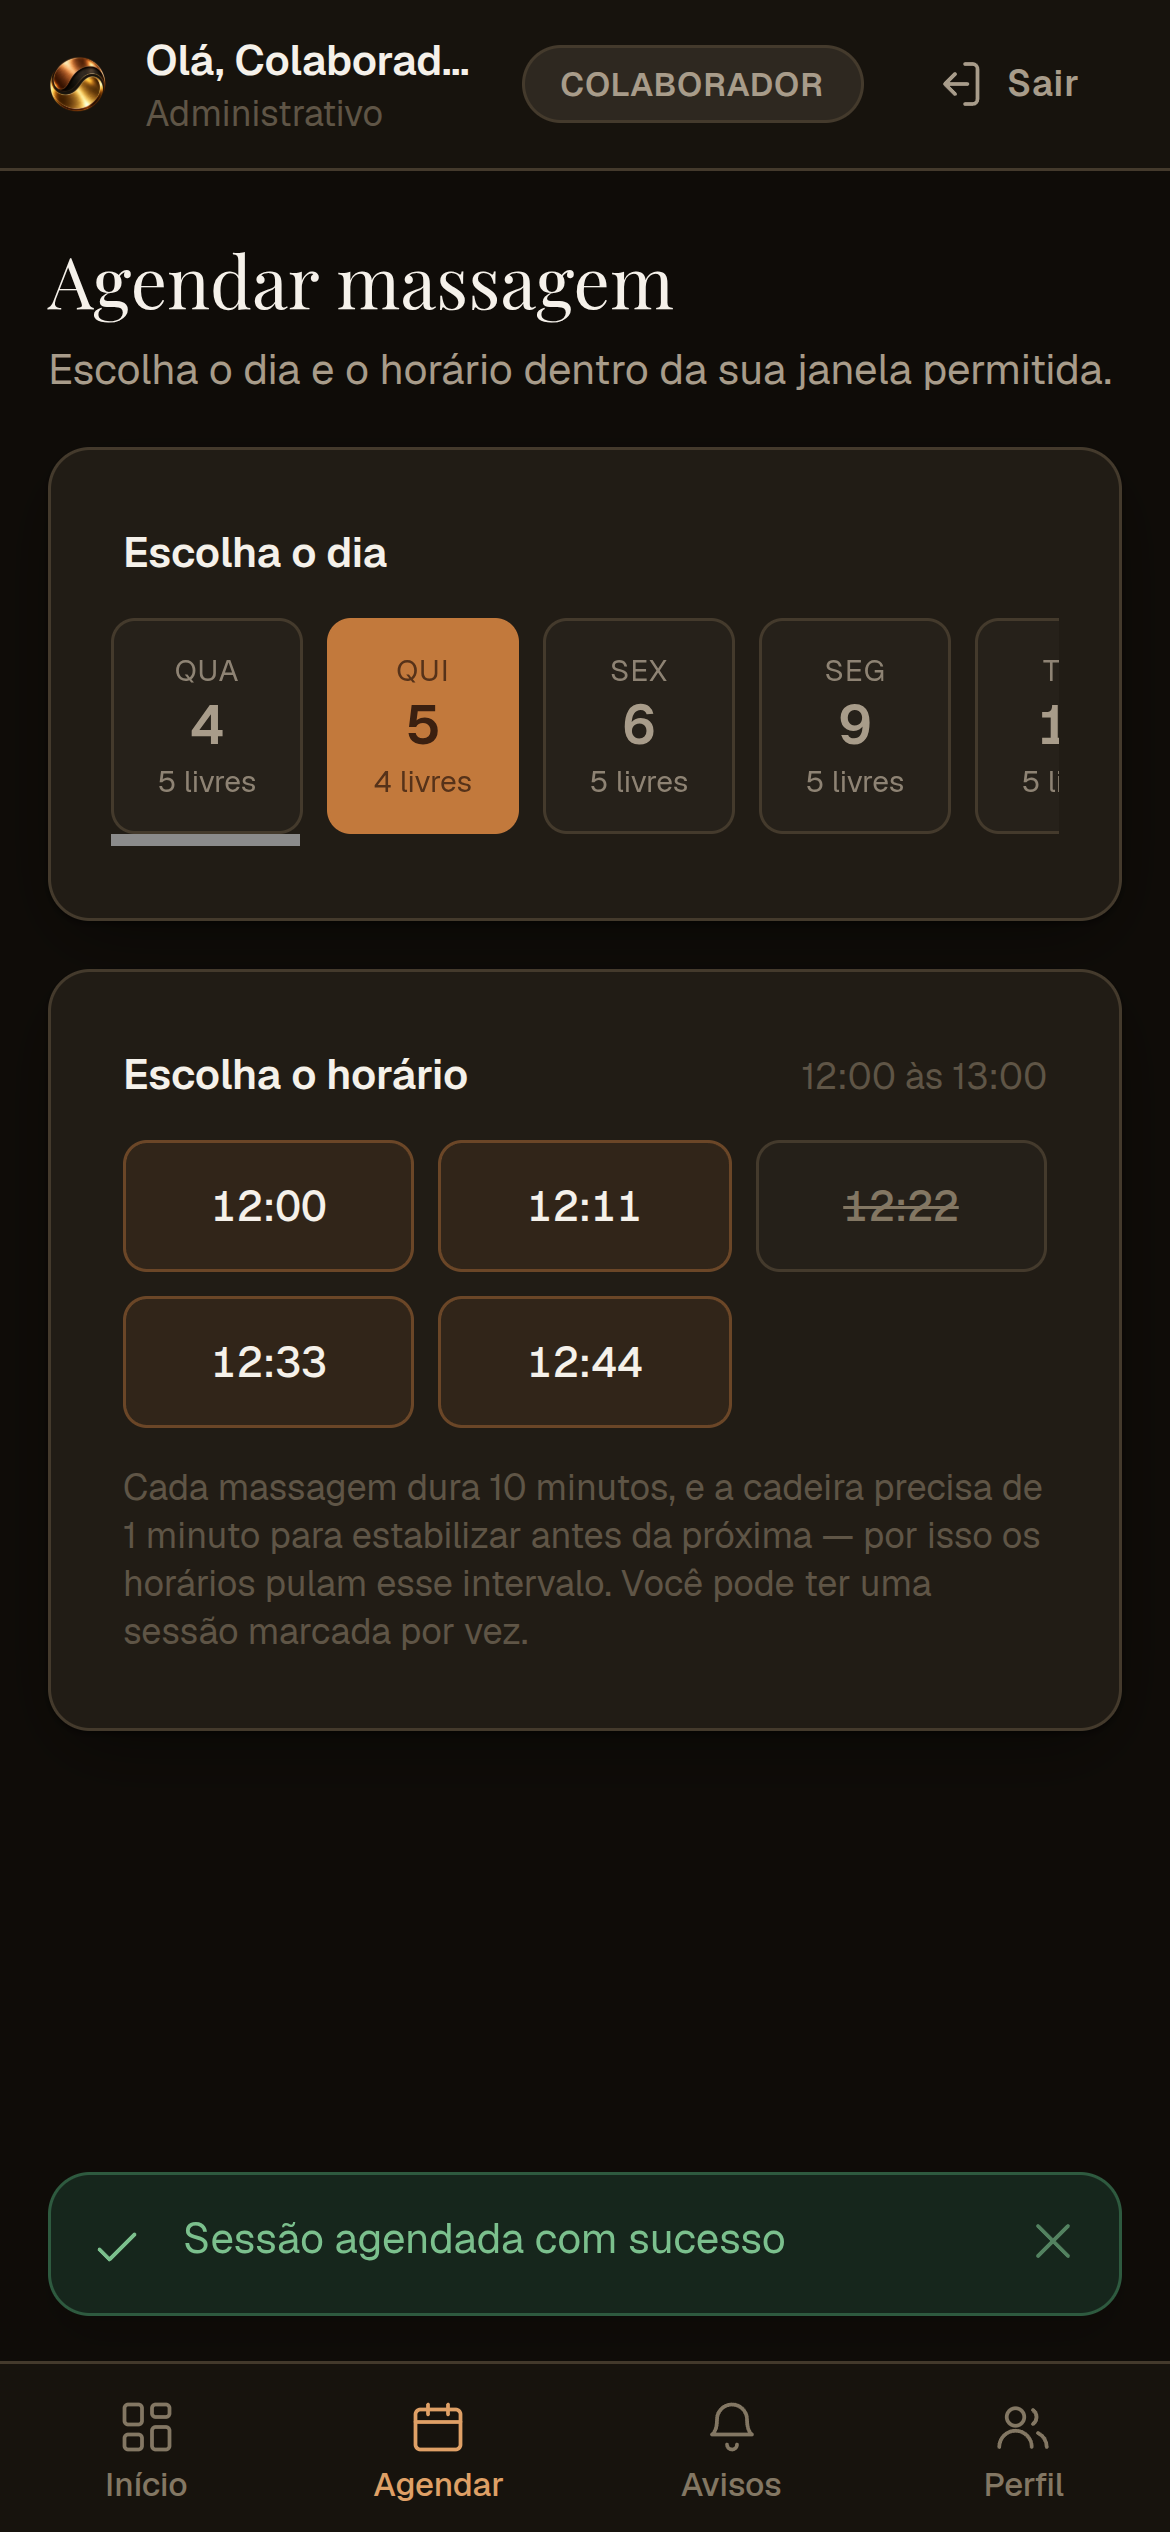 Olá, Colaborad...
Administrativo
COLABORADOR
Sair
Agendar massagem
Escolha o dia e o horário dentro da sua janela permitida.
Escolha o dia
QUA
4
5 livres
QUI
5
4 livres
SEX
6
5 livres
SEG
9
5 livres
T
1
5 li
Escolha o horário
12:00 às 13:00
12:00
12:11
12:22
12:33
12:44
Cada massagem dura 10 minutos, e a cadeira precisa de
1 minuto para estabilizar antes da próxima — por isso os
horários pulam esse intervalo. Você pode ter uma
sessão marcada por vez.
Sessão agendada com sucesso
Início
Agendar
Avisos
Perfil